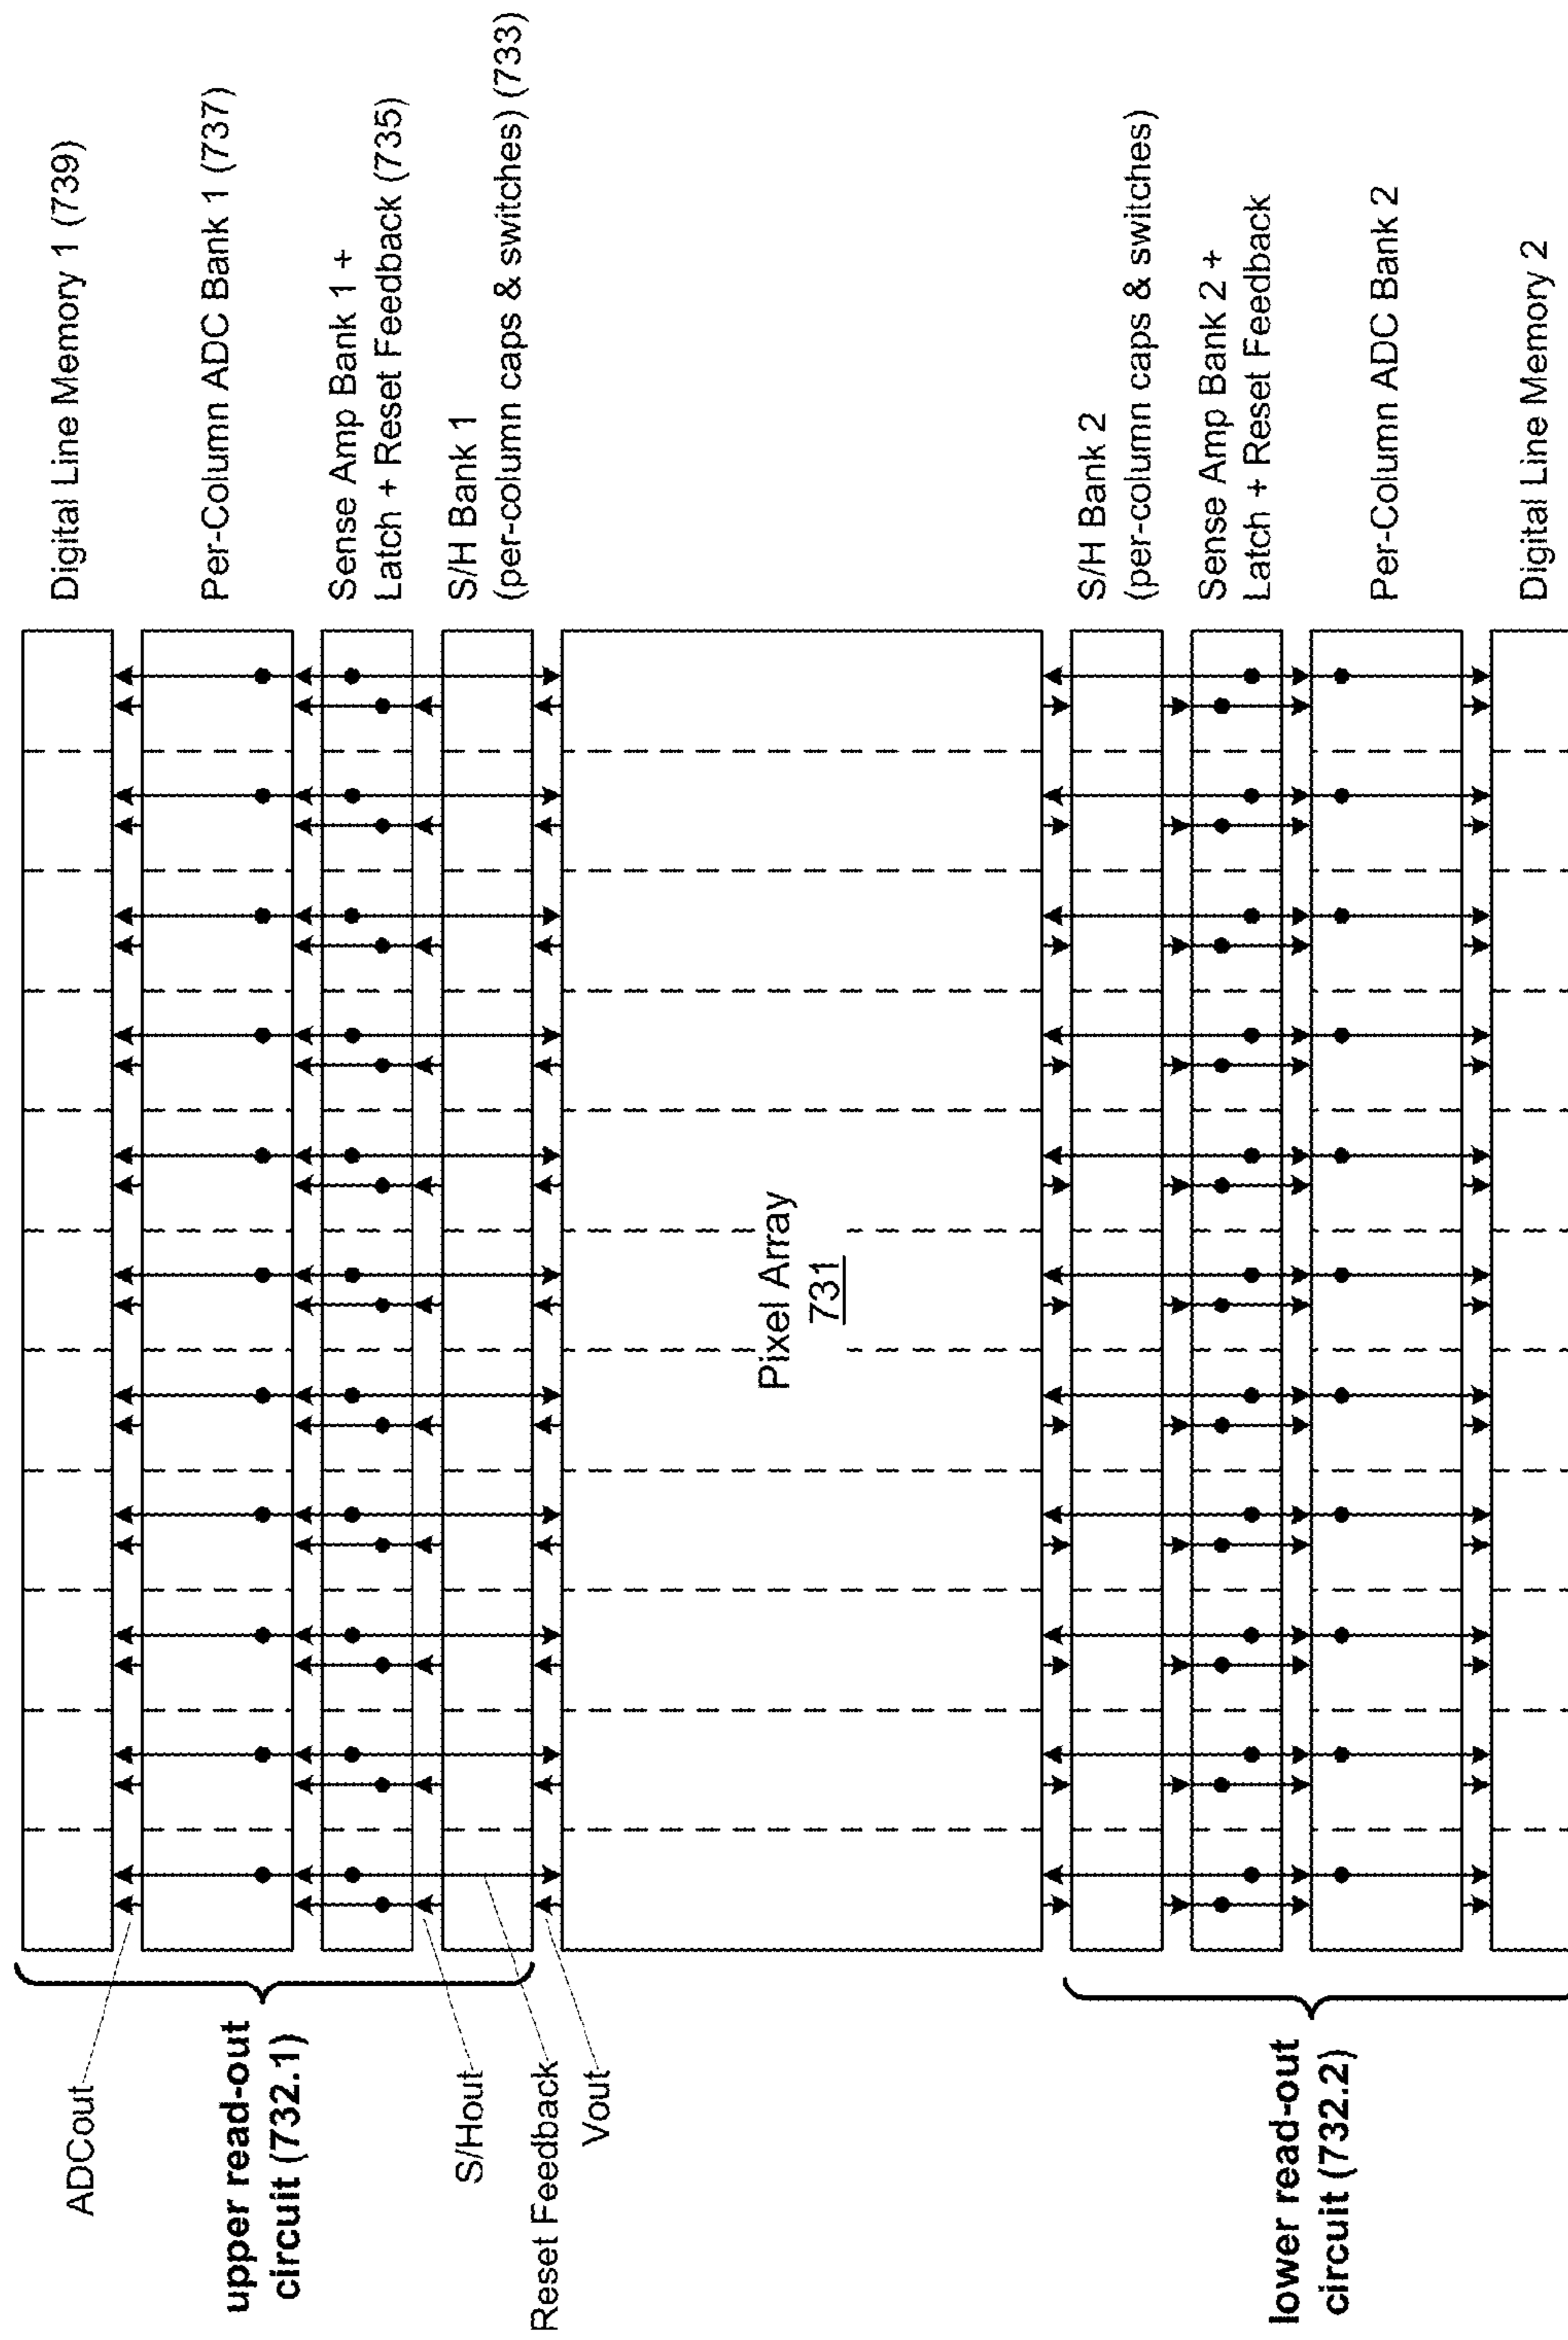 ADCout
upper read-out
circuit (732.1)
S/Hout
Reset Feedback
Vout
lower read-out
circuit (732.2)
Pixel Array
731
Digital Line Memory 1 (739)
Per-Column ADC Bank 1 (737)
Sense Amp Bank 1 +
Latch + Reset Feedback (735)
S/H Bank 1
(per-column caps & switches) (733)
S/H Bank 2
(per-column caps & switches)
Sense Amp Bank 2 +
Latch + Reset Feedback
Per-Column ADC Bank 2
Digital Line Memory 2